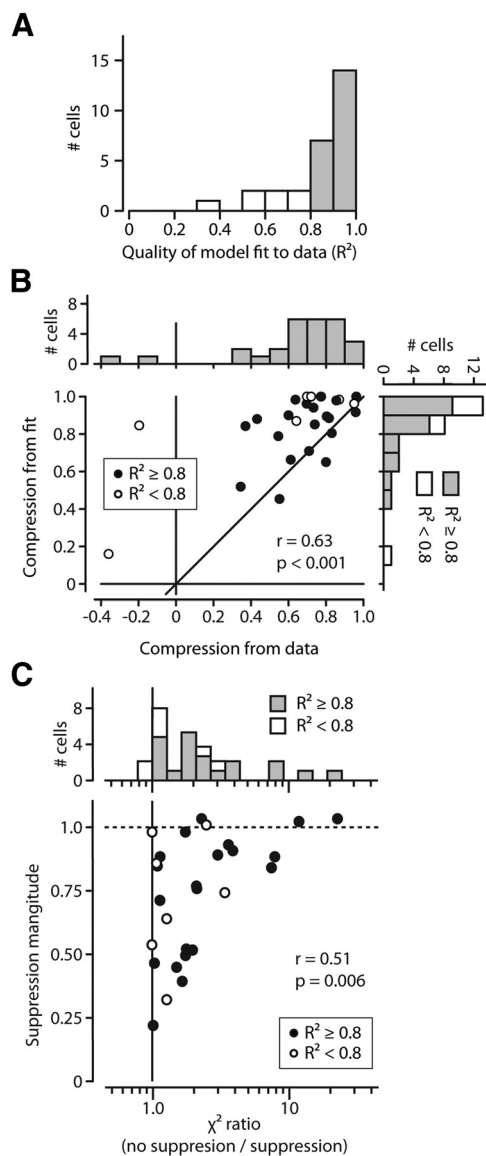 A
# cells
15
10
5
0
0 0.2 0.4 0.6 0.8 1.0
Quality of model fit to data (R²)
B
# cells
8
4
0
# cells
0 4 8 12
Compression from fit
1.0
0.8
0.6
0.4
0.2
0
R² ≥ 0.8
R² < 0.8
r = 0.63
p < 0.001
R² < 0.8
R² ≥ 0.8
-0.4 -0.2 0 0.2 0.4 0.6 0.8 1.0
Compression from data
C
# cells
8
4
0
R² ≥ 0.8
R² < 0.8
Suppression mangitude
1.0
0.75
0.50
0.25
0
r = 0.51
p = 0.006
R² ≥ 0.8
R² < 0.8
1.0 10
χ² ratio
(no suppresion / suppression)